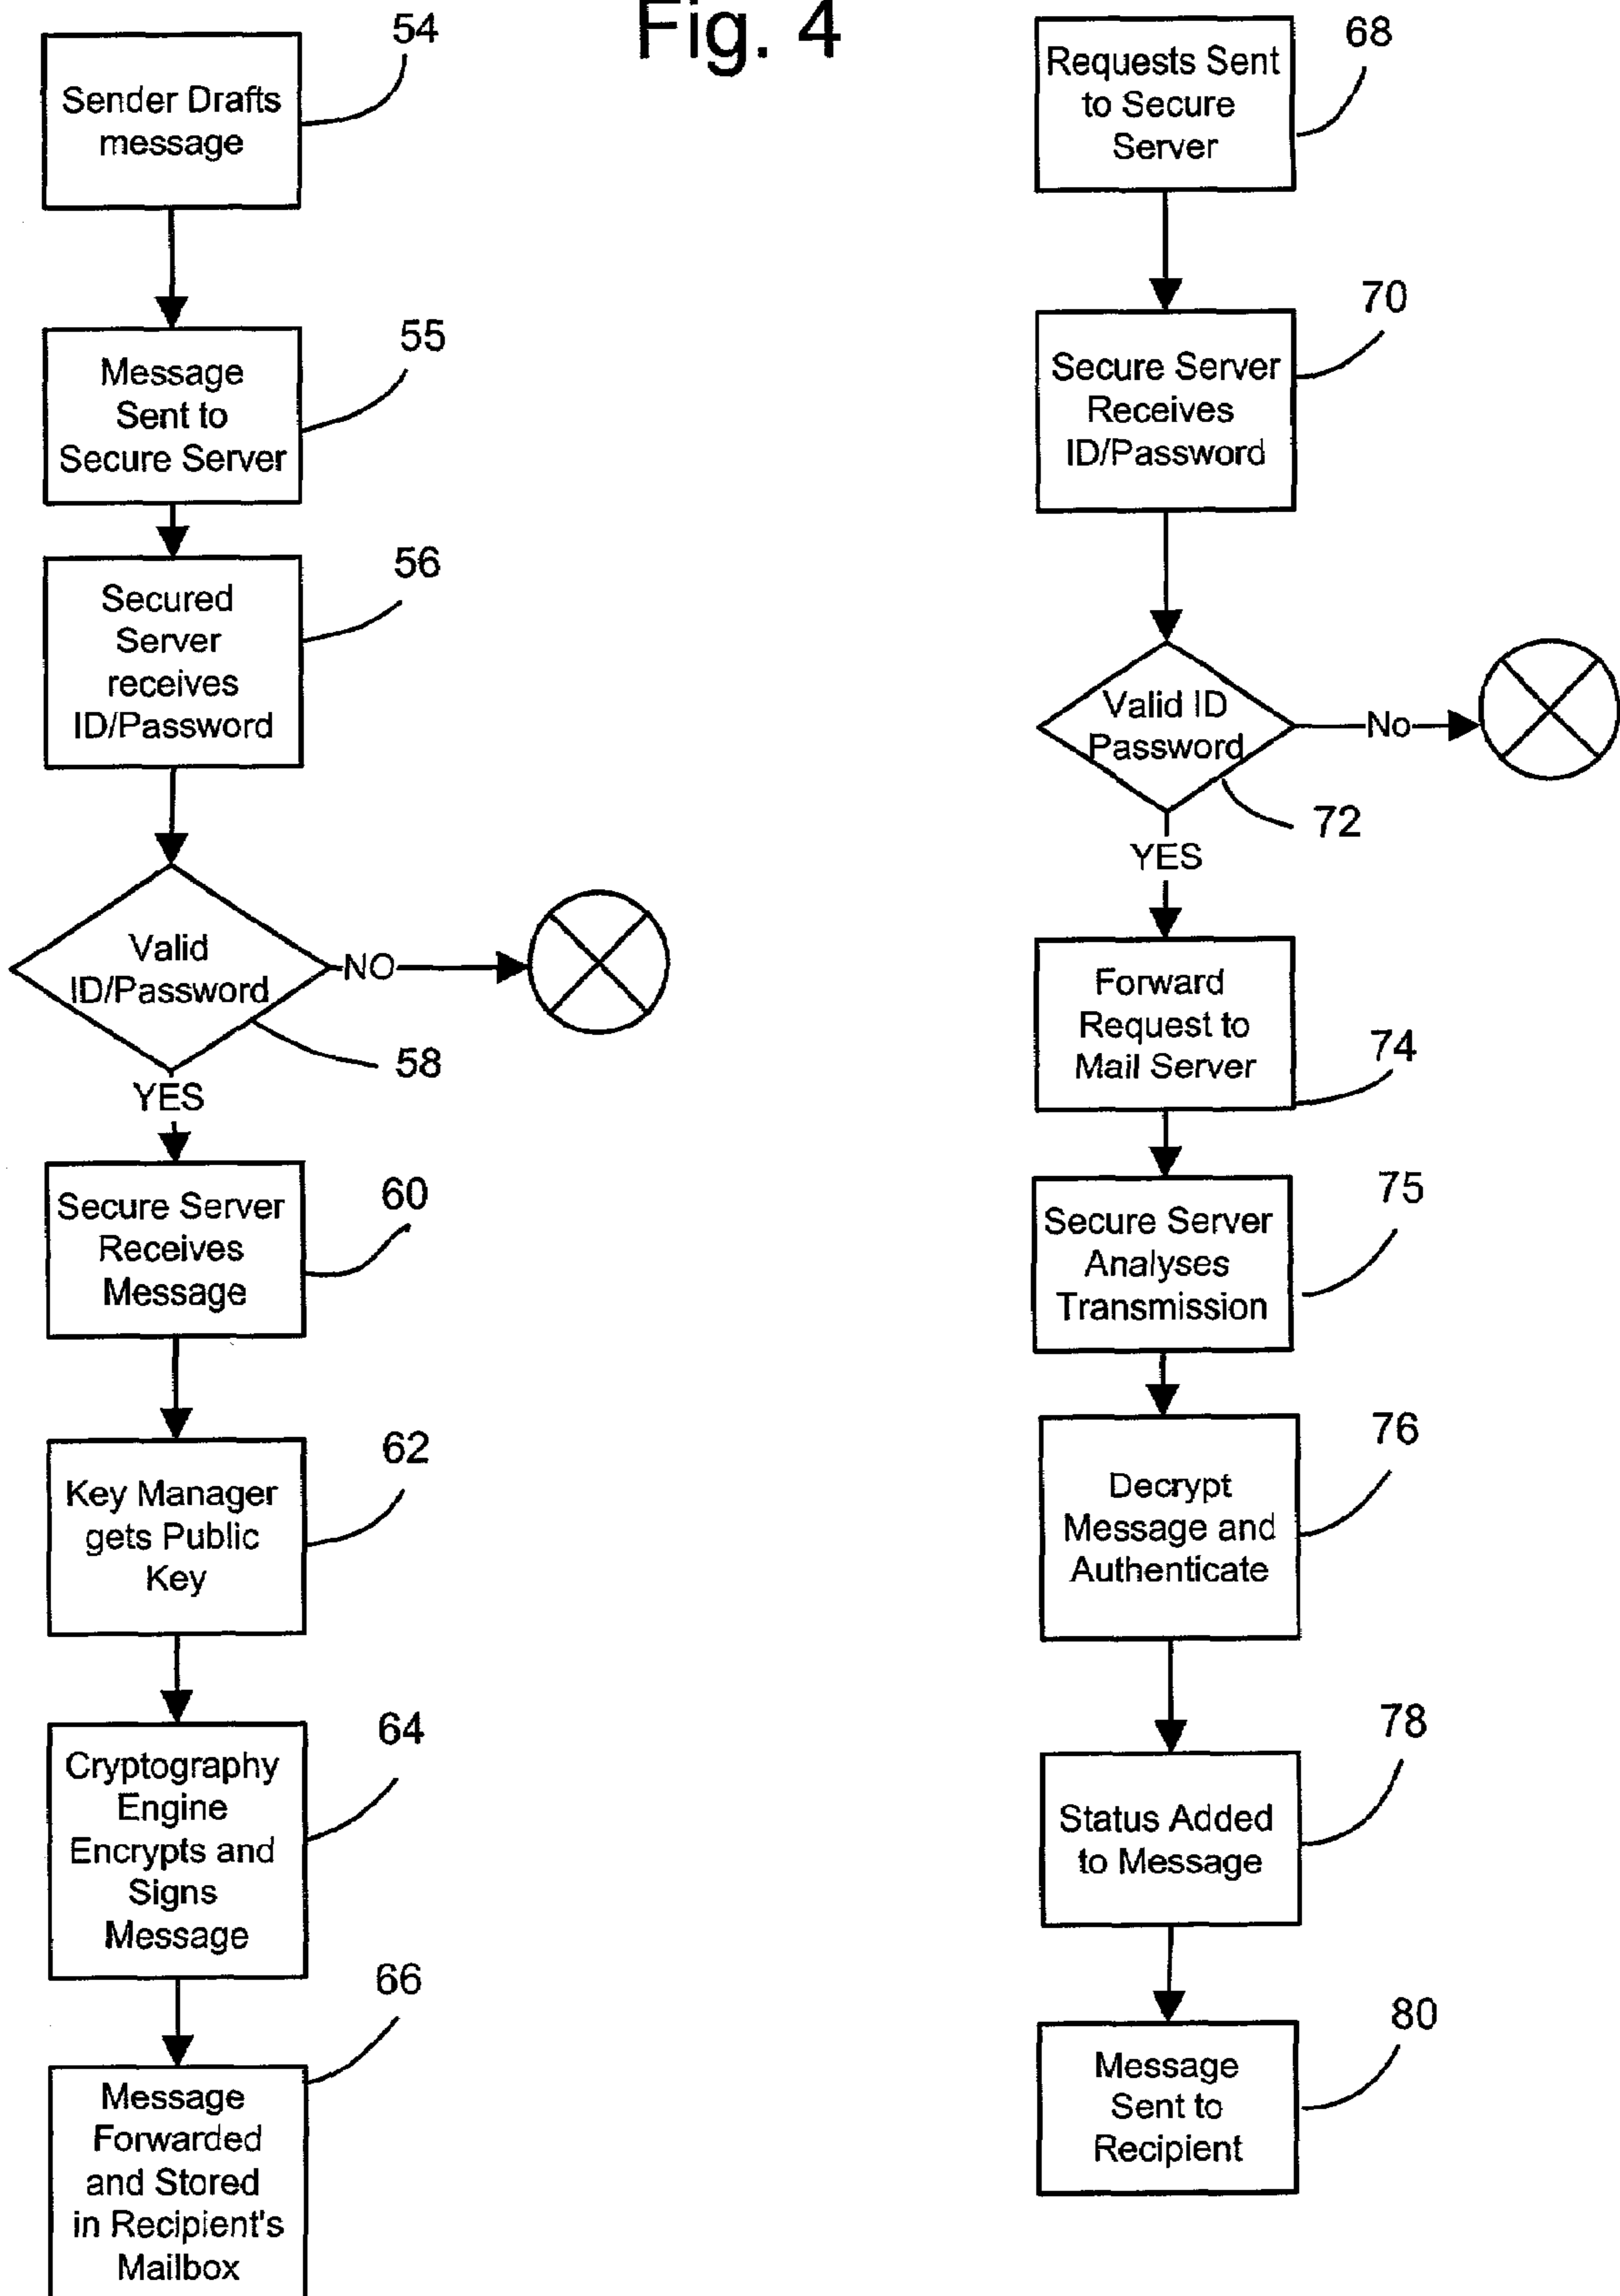 Fig. 4
54
Sender Drafts
message
55
Message
Sent to
Secure Server
56
Secured
Server
receives
ID/Password
Valid
ID/Password
NO
58
YES
60
Secure Server
Receives
Message
62
Key Manager
gets Public
Key
64
Cryptography
Engine
Encrypts and
Signs
Message
66
Message
Forwarded
and Stored
in Recipient's
Mailbox
68
Requests Sent
to Secure
Server
70
Secure Server
Receives
ID/Password
Valid ID
Password
No
72
YES
Forward
Request to
Mail Server
74
75
Secure Server
Analyses
Transmission
76
Decrypt
Message and
Authenticate
78
Status Added
to Message
80
Message
Sent to
Recipient